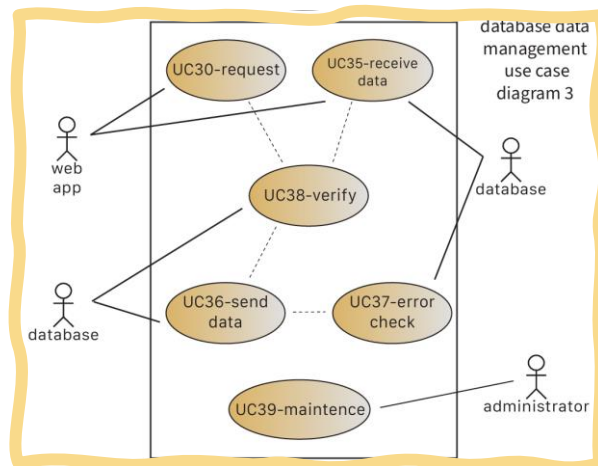 database data
management
use case
diagram 3
UC30-request
UC35-receive
data
web
app
database
UC38-verify
database
UC36-send
data
UC37-error
check
UC39-maintence
administrator